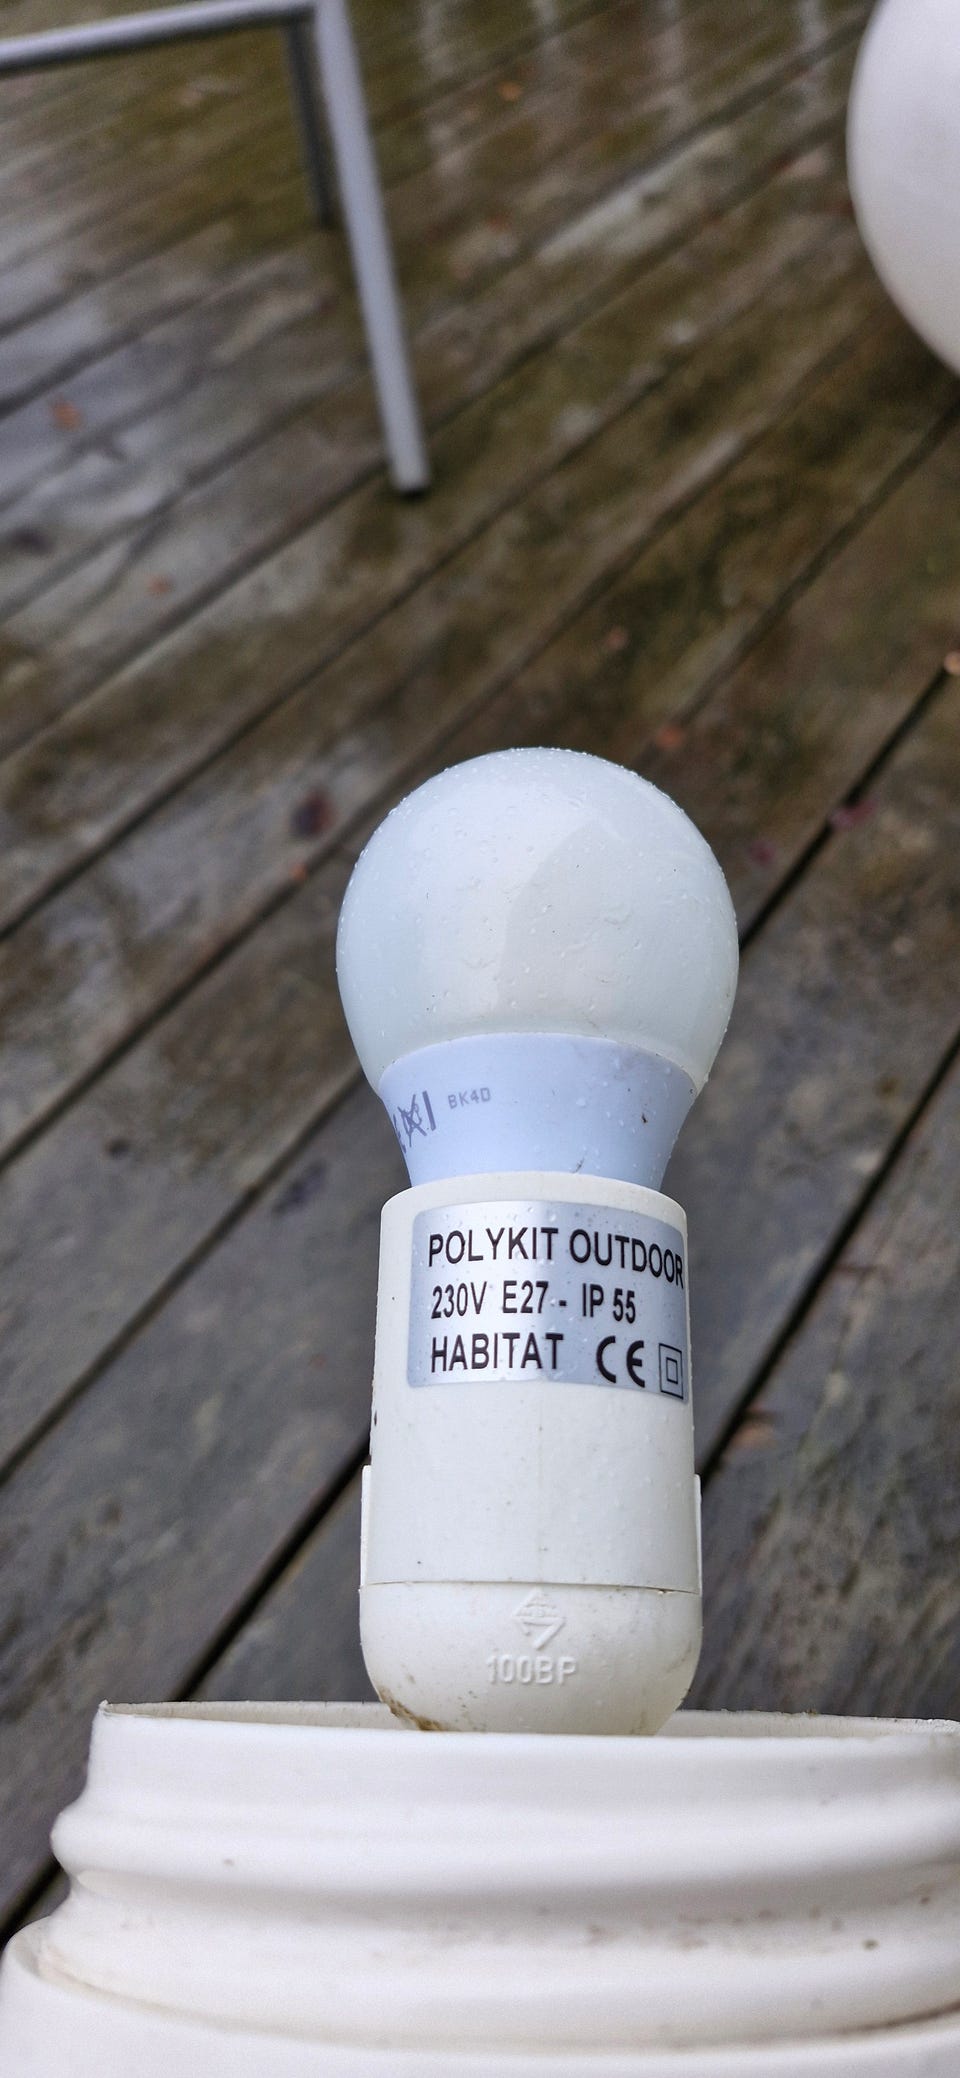 BK4D
POLYKIT OUTDOOR
230V E27 - IP 55
HABITAT CE
100BP